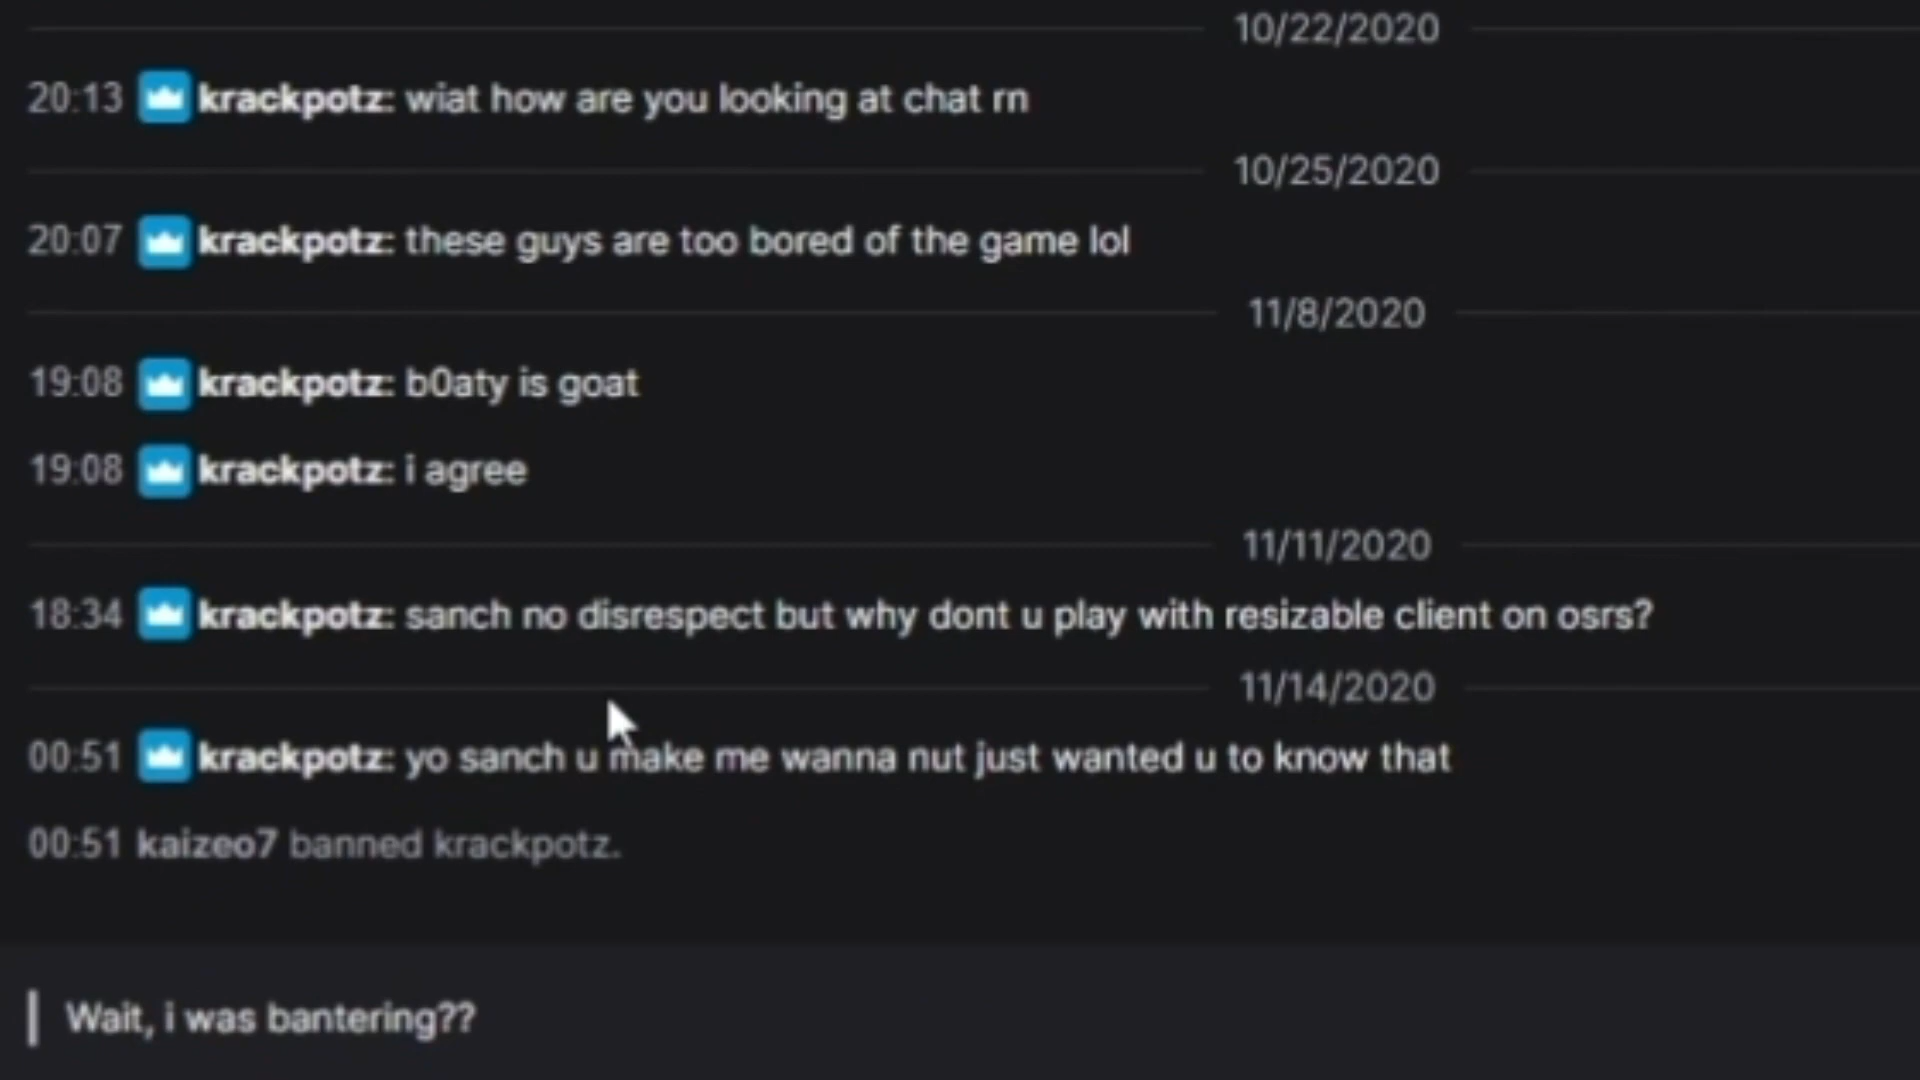 10/22/2020
20:13 krackpotz: wiat how are you looking at chat rn
10/25/2020
20:07 krackpotz: these guys are too bored of the game lol
11/8/2020
19:08 krackpotz: b0aty is goat
19:08 krackpotz: i agree
11/11/2020
18:34 krackpotz: sanch no disrespect but why dont u play with resizable client on osrs?
11/14/2020
00:51 krackpotz: yo sanch u make me wanna nut just wanted u to know that
00:51 kaizeo7 banned krackpotz.
Wait, i was bantering??